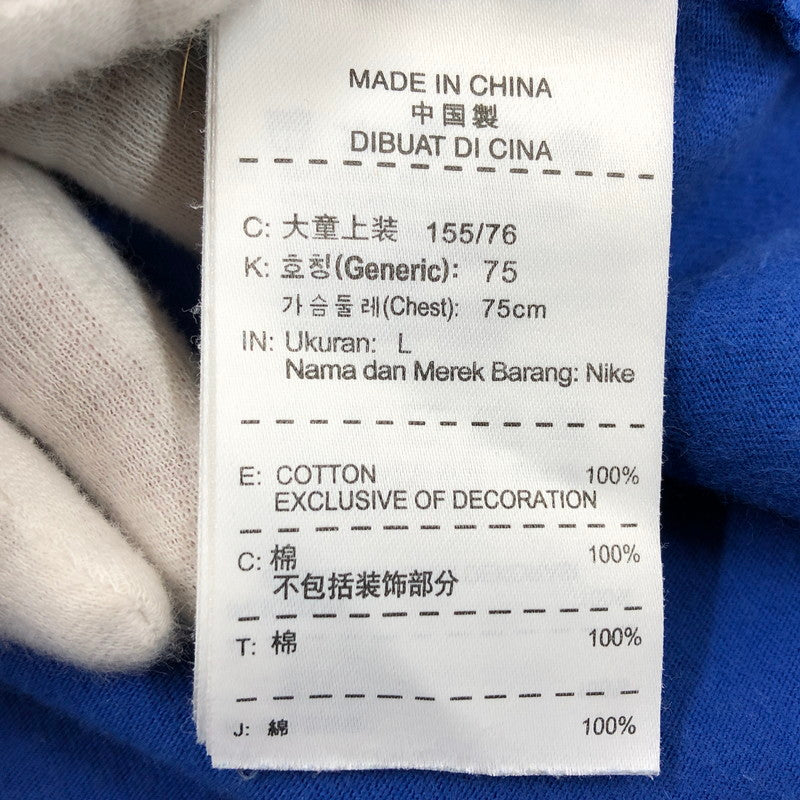 MADE IN CHINA
中国製
DIBUAT DI CINA
C: 大童上装 155/76
K: 호칭(Generic): 75
가슴둘레(Chest): 75cm
IN: Ukuran: L
Nama dan Merek Barang: Nike
E: COTTON 100%
EXCLUSIVE OF DECORATION
C: 棉 100%
不包括装饰部分
T: 棉 100%
J: 綿 100%